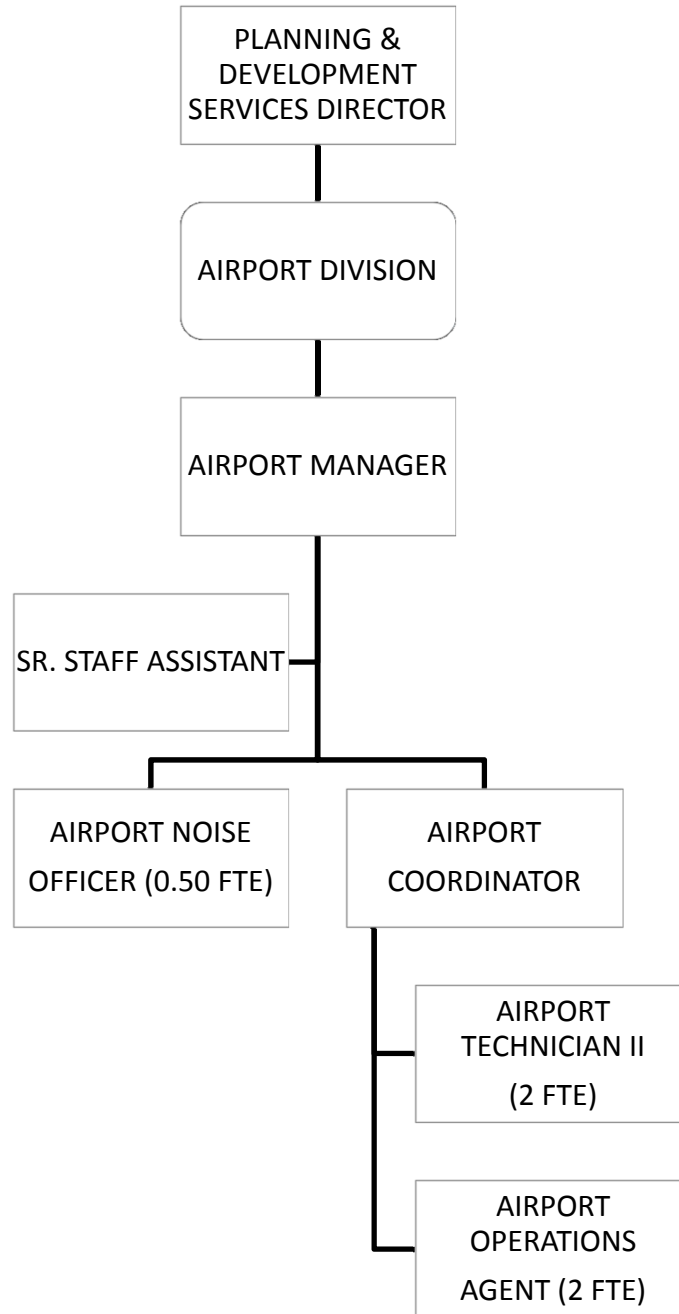 PLANNING &
DEVELOPMENT
SERVICES DIRECTOR
AIRPORT DIVISION
AIRPORT MANAGER
SR. STAFF ASSISTANT
AIRPORT NOISE
OFFICER (0.50 FTE)
AIRPORT
COORDINATOR
AIRPORT
TECHNICIAN II
(2 FTE)
AIRPORT
OPERATIONS
AGENT (2 FTE)